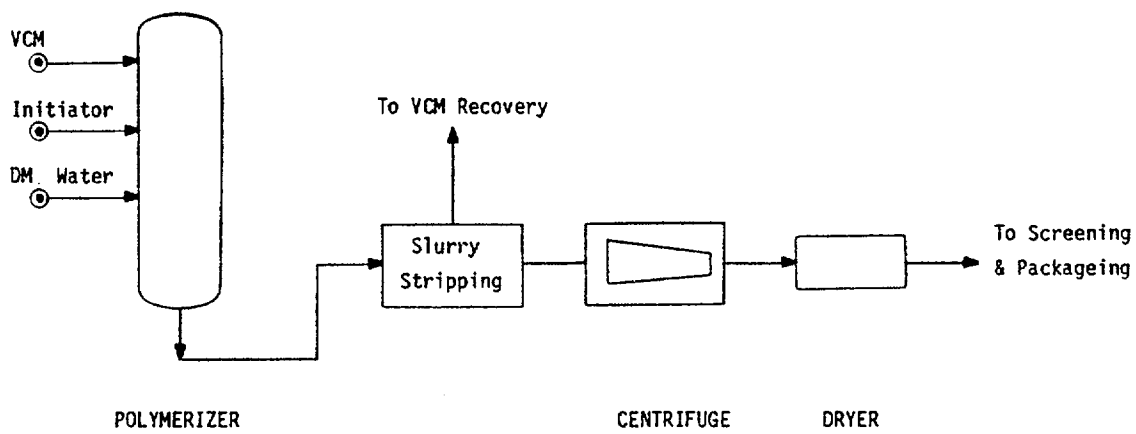 VCM
Initiator
DM Water
To VCM Recovery
Slurry
Stripping
To Screening
& Packageing
POLYMERIZER
CENTRIFUGE
DRYER